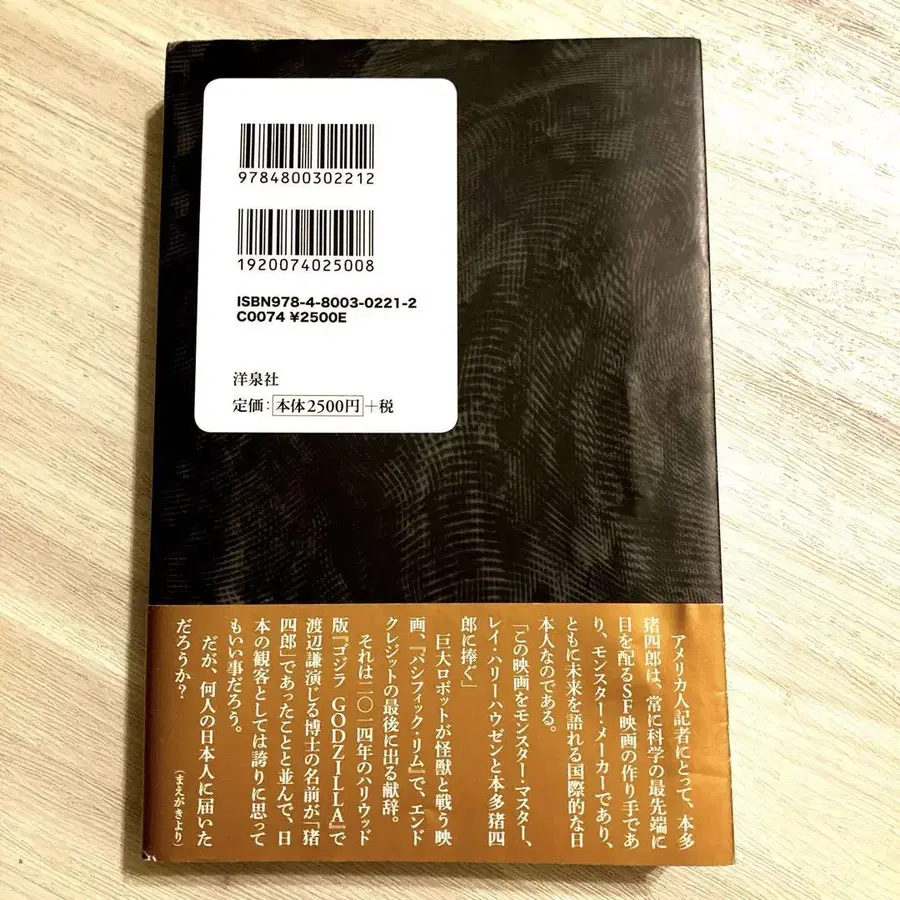 9784800302212
1920074025008
ISBN978-4-8003-0221-2
C0074 ¥2500E
洋泉社
定価：本体2500円＋税
アメリカ人記者にとって、本多
猪四郎は、常に科学の最先端に
目を配るSF映画の作り手であ
り、モンスター・メーカーであり、
ともに未来を語れる国際的な日
本人なのである。
「この映画をモンスター・マスター、
レイ・ハリーハウゼンと本多猪四
郎に捧ぐ」
巨大ロボットが怪獣と戦う映
画、『パシフィック・リム』で、エンド
クレジットの最後に出る献辞。
それは二〇一四年のハリウッド
版『ゴジラ GODZILLA』で
渡辺謙演じる博士の名前が「猪
四郎」であったことと並んで、日
本の観客としては誇りに思って
もいい事だろう。
だが、何人の日本人に届いた
だろうか？
（まえがきより）